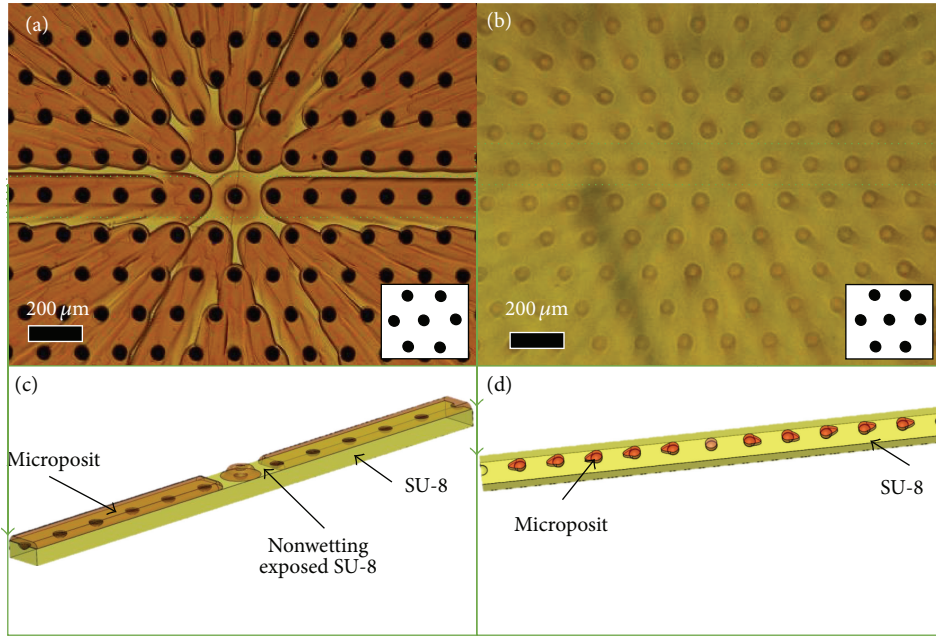 (a)
(b)
200 μm
200 μm
(c)
(d)
Microposit
SU-8
Nonwetting
exposed SU-8
SU-8
Microposit